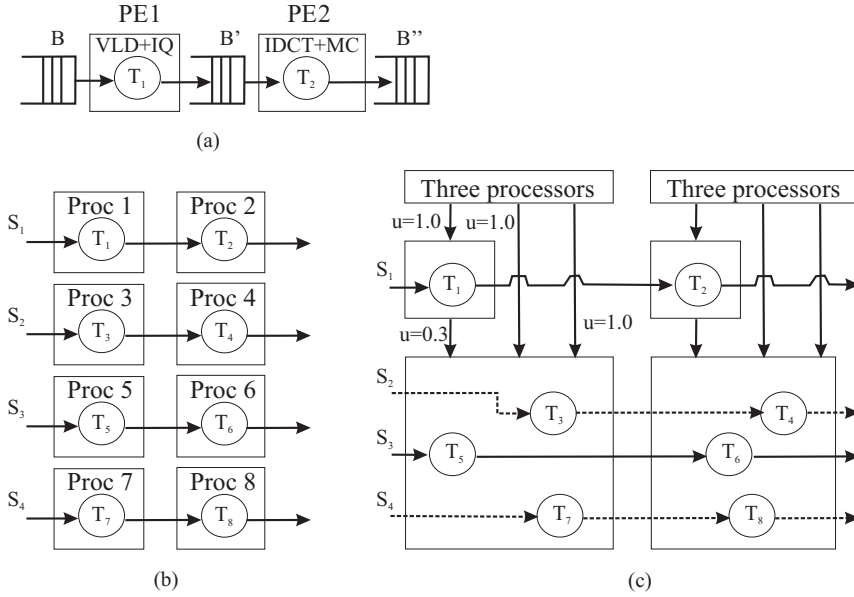 PE1 PE2
B VLD+IQ B' IDCT+MC B''
T1 T2
(a)
Proc 1 Proc 2
S1 T1 T2
Proc 3 Proc 4
S2 T3 T4
Proc 5 Proc 6
S3 T5 T6
Proc 7 Proc 8
S4 T7 T8
(b)
Three processors Three processors
u=1.0 u=1.0
S1 T1 T2
u=0.3 u=1.0
S2 T3 T4
S3 T5 T6
S4 T7 T8
(c)